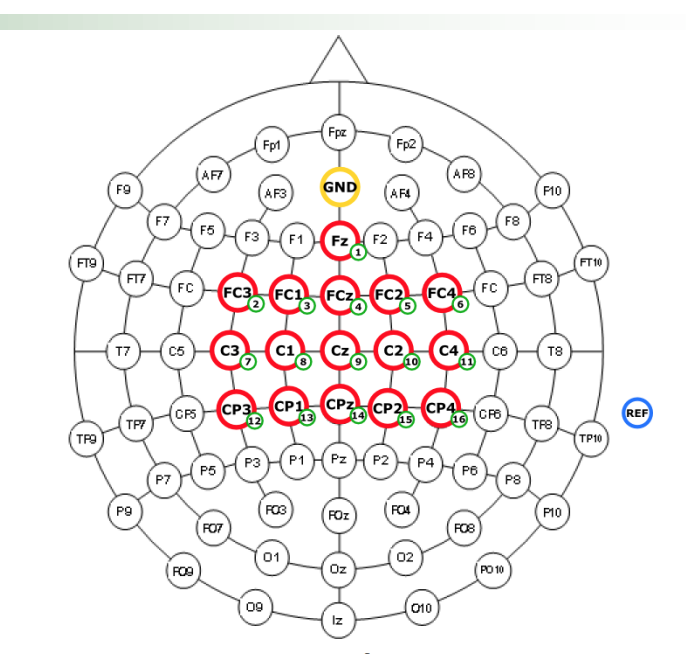 Fpz
Fp1 Fp2
AF7 AF8
GND
F9 AF3 AF4 P10
F7 F5 F3 F1 Fz 1 F2 F4 F6 F8
FT9 FT7 FC FC3 2 FC1 3 FCz 4 FC2 5 FC4 6 FC FT8 FT10
T7 C5 C3 7 C1 8 Cz 9 C2 10 C4 11 C6 T8
CP5 CP3 12 CP1 13 CPz 14 CP2 15 CP4 16 CP6 REF
TP9 TP7 TP8 TP10
P7 P5 P3 P1 Pz P2 P4 P6 P8
P9 PO3 POz PO4 P10
PO7 PO8
O1 O2
PO9 Oz PO10
O9 O10
Iz